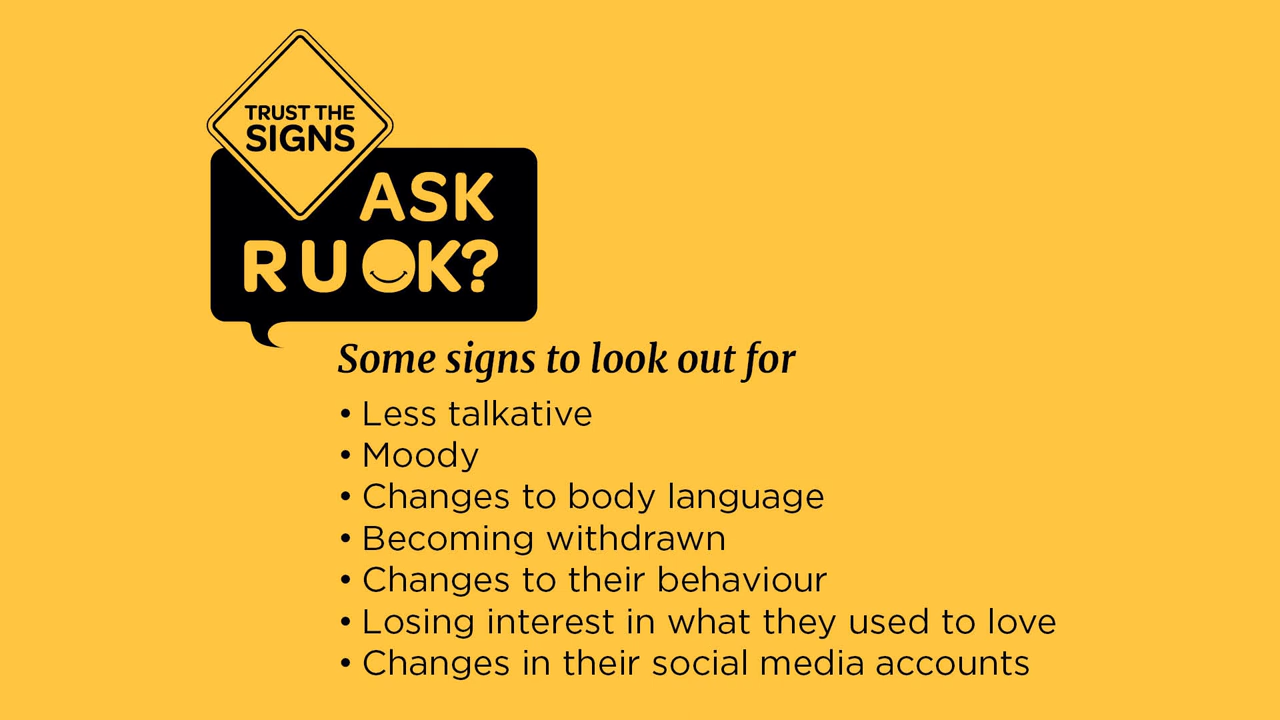 TRUST THE
SIGNS
ASK
R U OK?
Some signs to look out for
• Less talkative
• Moody
• Changes to body language
• Becoming withdrawn
• Changes to their behaviour
• Losing interest in what they used to love
• Changes in their social media accounts